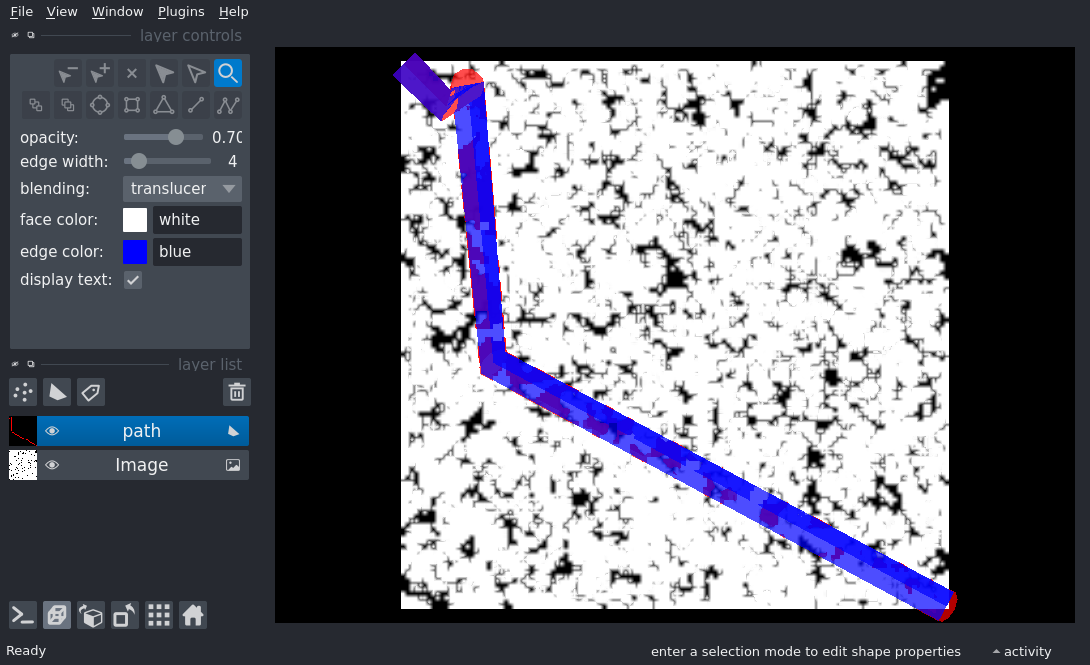 File View Window Plugins Help
layer controls
opacity: 0.70
edge width: 4
blending: translucer
face color: white
edge color: blue
display text:
layer list
path
Image
Ready
enter a selection mode to edit shape properties
activity